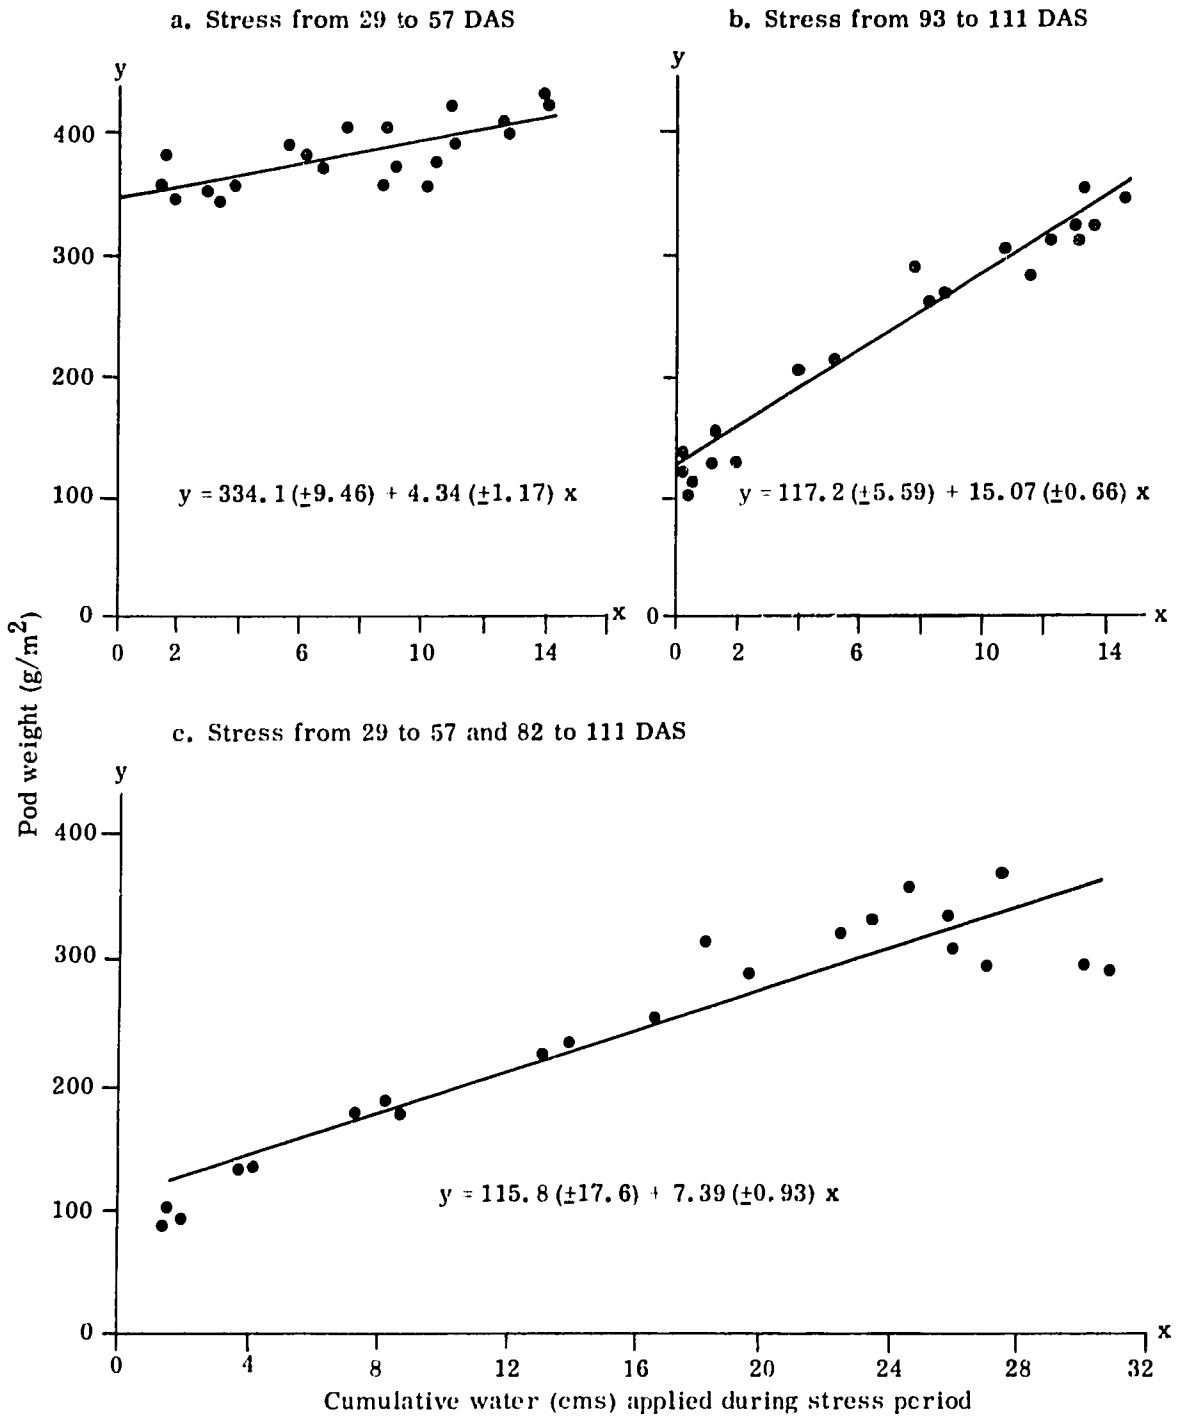 a. Stress from 29 to 57 DAS
b. Stress from 93 to 111 DAS
y
400
300
200
100
0
y = 334.1 (±9.46) + 4.34 (±1.17) x
x
0 2 6 10 14
y
y = 117.2 (±5.59) + 15.07 (±0.66) x
0
x
0 2 6 10 14
Pod weight (g/m²)
c. Stress from 29 to 57 and 82 to 111 DAS
y
400
300
200
100
0
y = 115.8 (±17.6) + 7.39 (±0.93) x
x
0 4 8 12 16 20 24 28 32
Cumulative water (cms) applied during stress period